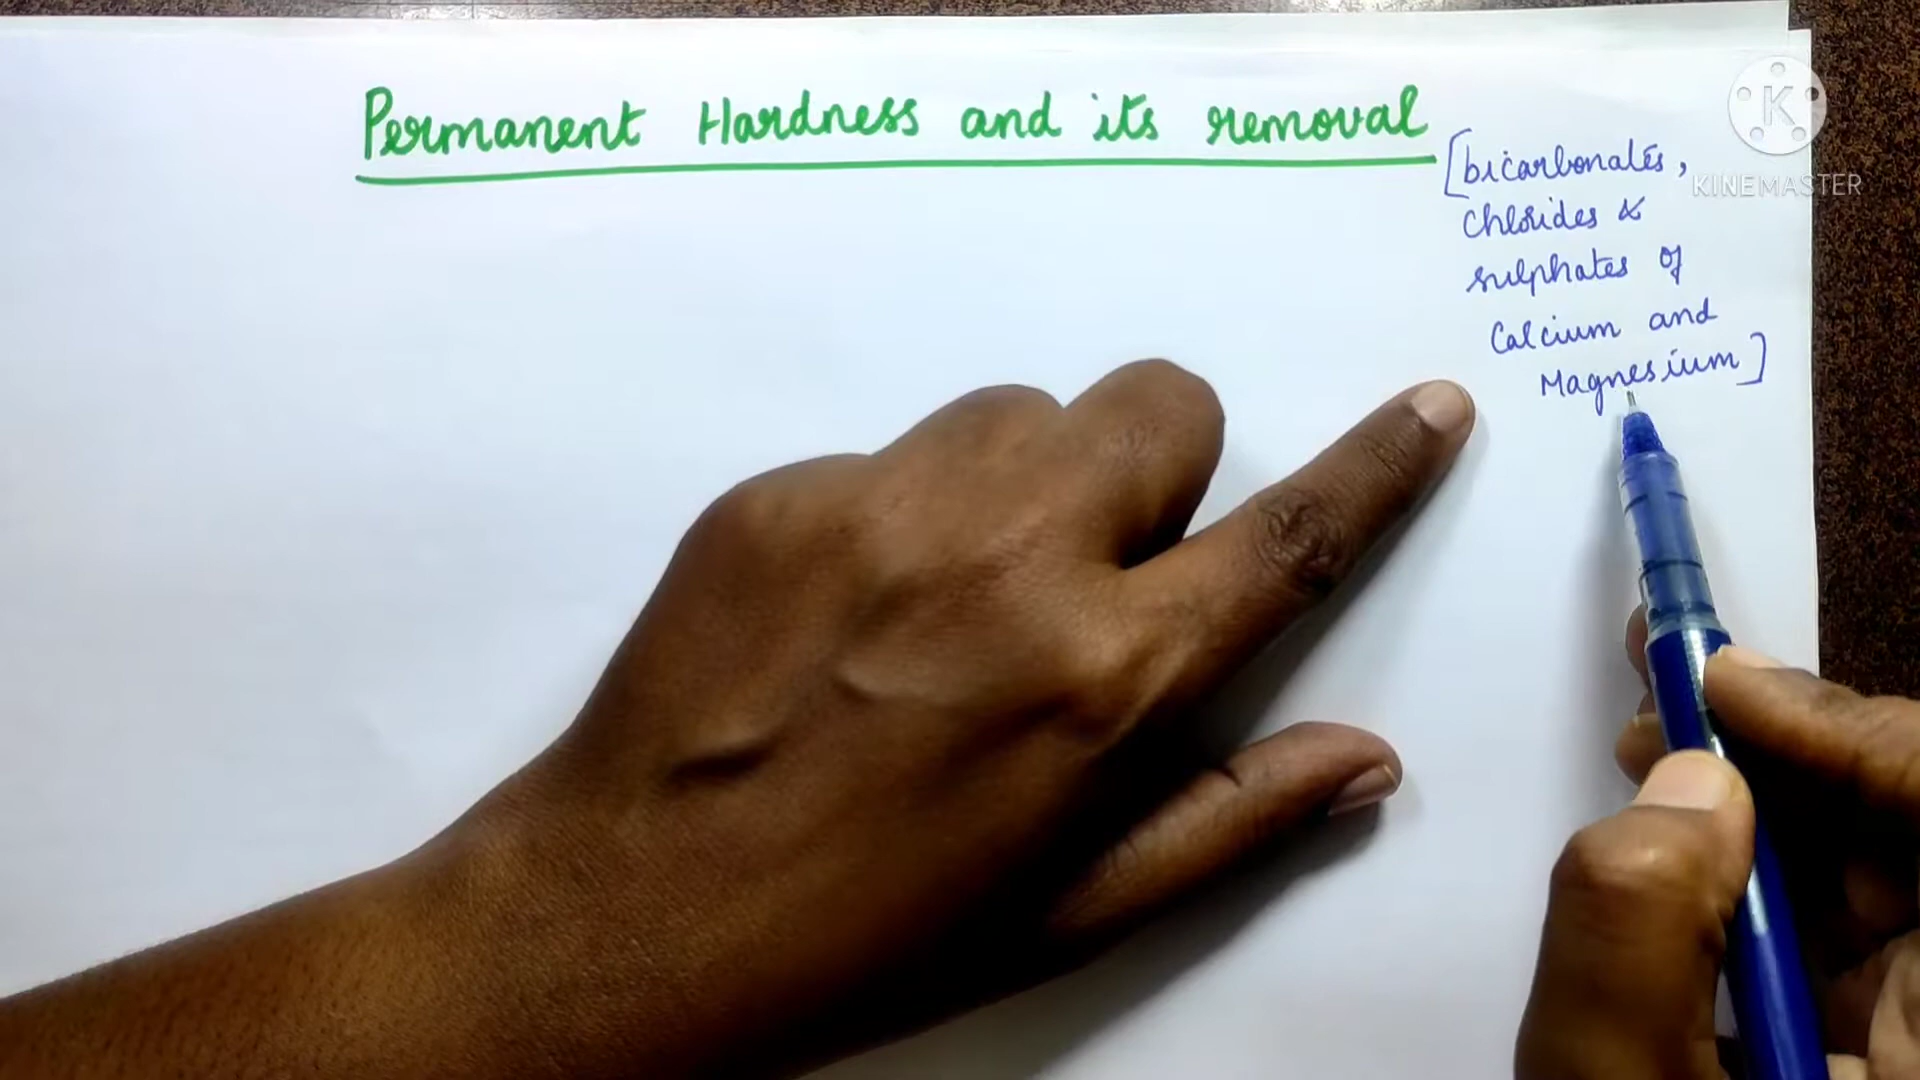 Permanent Hardness and its removal
[bicarbonates,
Chlorides &
sulphates of
Calcium and
Magnesium]
K
KINEMASTER